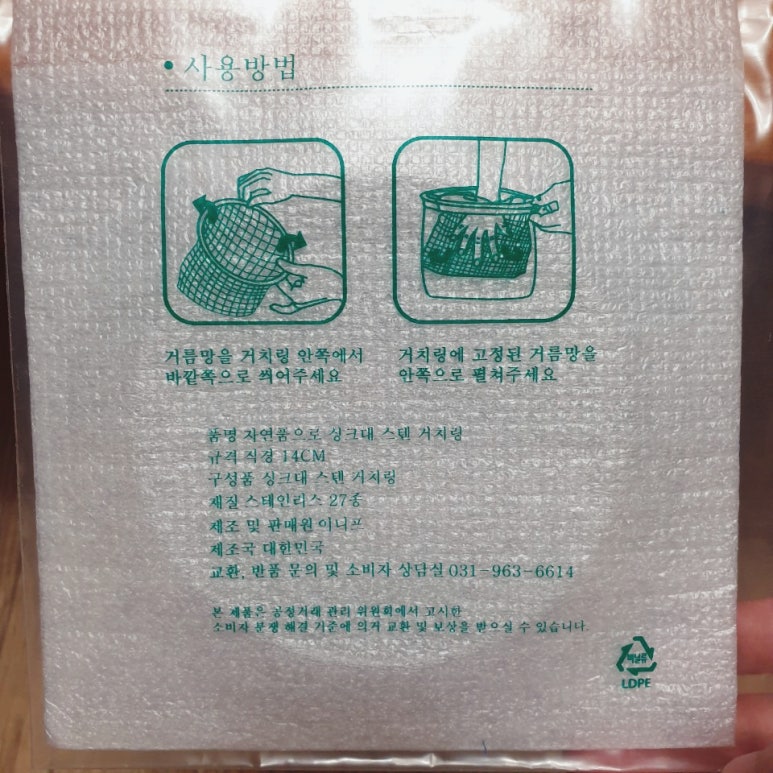 • 사용방법
거름망을 거치링 안쪽에서
바깥쪽으로 씌어주세요
거치링에 고정된 거름망을
안쪽으로 펼쳐주세요
품명 자연품으로 싱크대 스텐 거치링
규격 직경 14CM
구성품 싱크대 스텐 거치링
재질 스테인리스 27종
제조 및 판매원 이니프
제조국 대한민국
교환, 반품 문의 및 소비자 상담실 031-963-6614
본 제품은 공정거래 관리 위원회에서 고시한
소비자 분쟁 해결 기준에 의거 교환 및 보상을 받으실 수 있습니다.
비닐류
LDPE